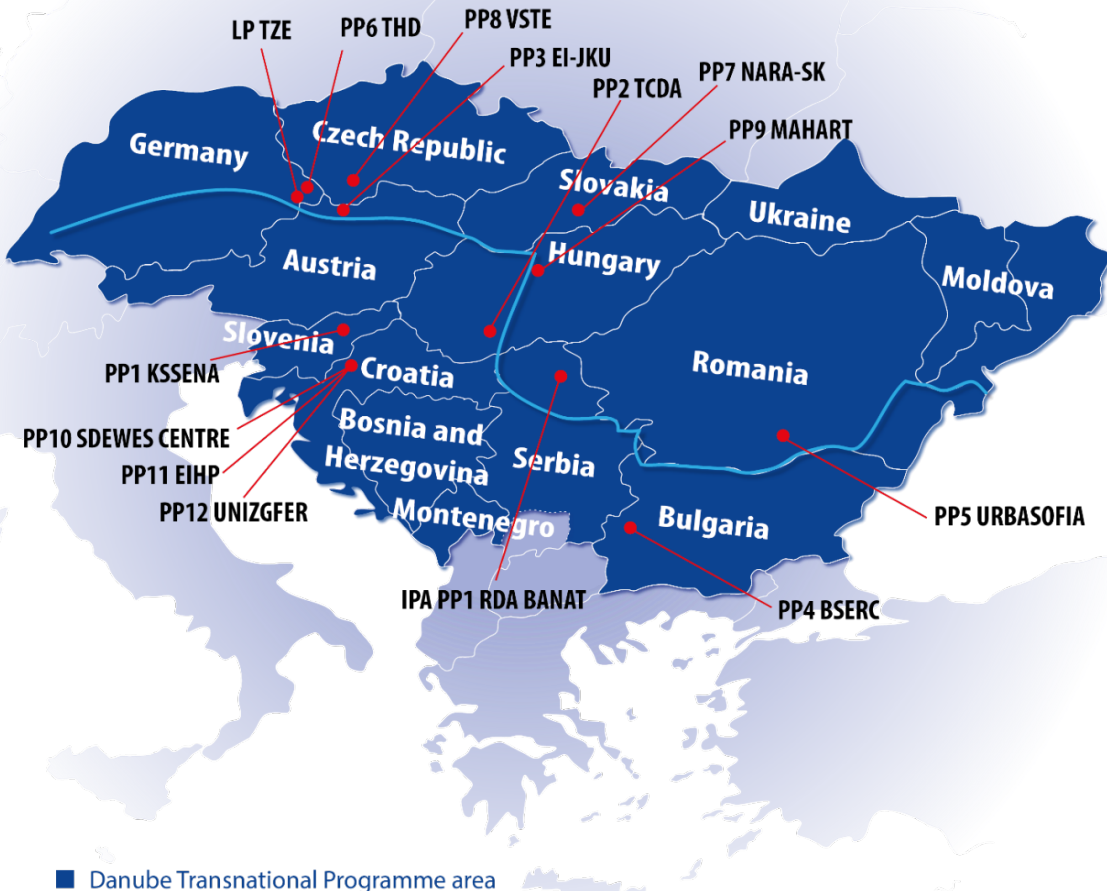 PP8 VSTE
LP TZE
PP6 THD
PP3 EI-JKU
PP2 TCDA
PP7 NARA-SK
PP9 MAHART
Germany
Czech Republic
Slovakia
Ukraine
Austria
Hungary
Moldova
Slovenia
PP1 KSSENA
Croatia
Romania
PP10 SDEWES CENTRE
Bosnia and
Herzegovina
Serbia
PP11 EIHP
PP12 UNIZGFER
Montenegro
Bulgaria
PP5 URBASOFIA
IPA PP1 RDA BANAT
PP4 BSERC
Danube Transnational Programme area